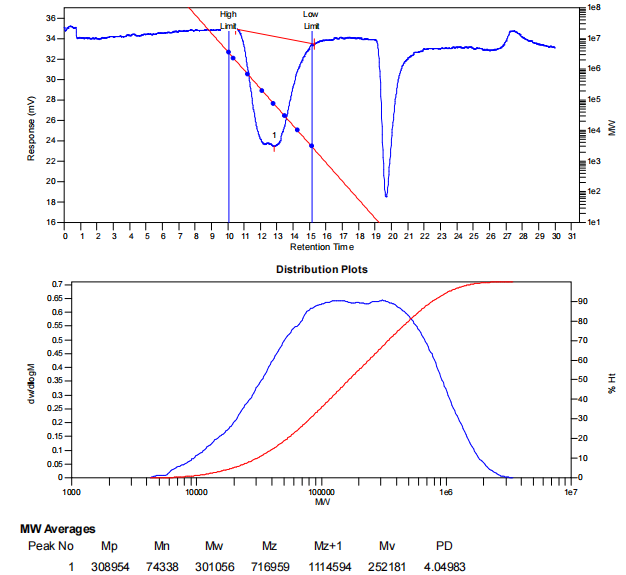 High Limit
Low Limit
36
34
32
30
28
26
24
22
20
18
16
Response (mV)
1
1e8
1e7
1e6
1e5
1e4
1e3
1e2
1e1
MW
0 1 2 3 4 5 6 7 8 9 10 11 12 13 14 15 16 17 18 19 20 21 22 23 24 25 26 27 28 29 30 31
Retention Time
Distribution Plots
0.7
0.65
0.6
0.55
0.5
0.45
0.4
0.35
0.3
0.25
0.2
0.15
0.1
0.05
0
dw/dlogM
90
80
70
60
50
40
30
20
10
0
% Ht
1000 10000 100000 1e6 1e7
MW
MW Averages
Peak No Mp Mn Mw Mz Mz+1 Mv PD
1 308954 74338 301056 716959 1114594 252181 4.04983